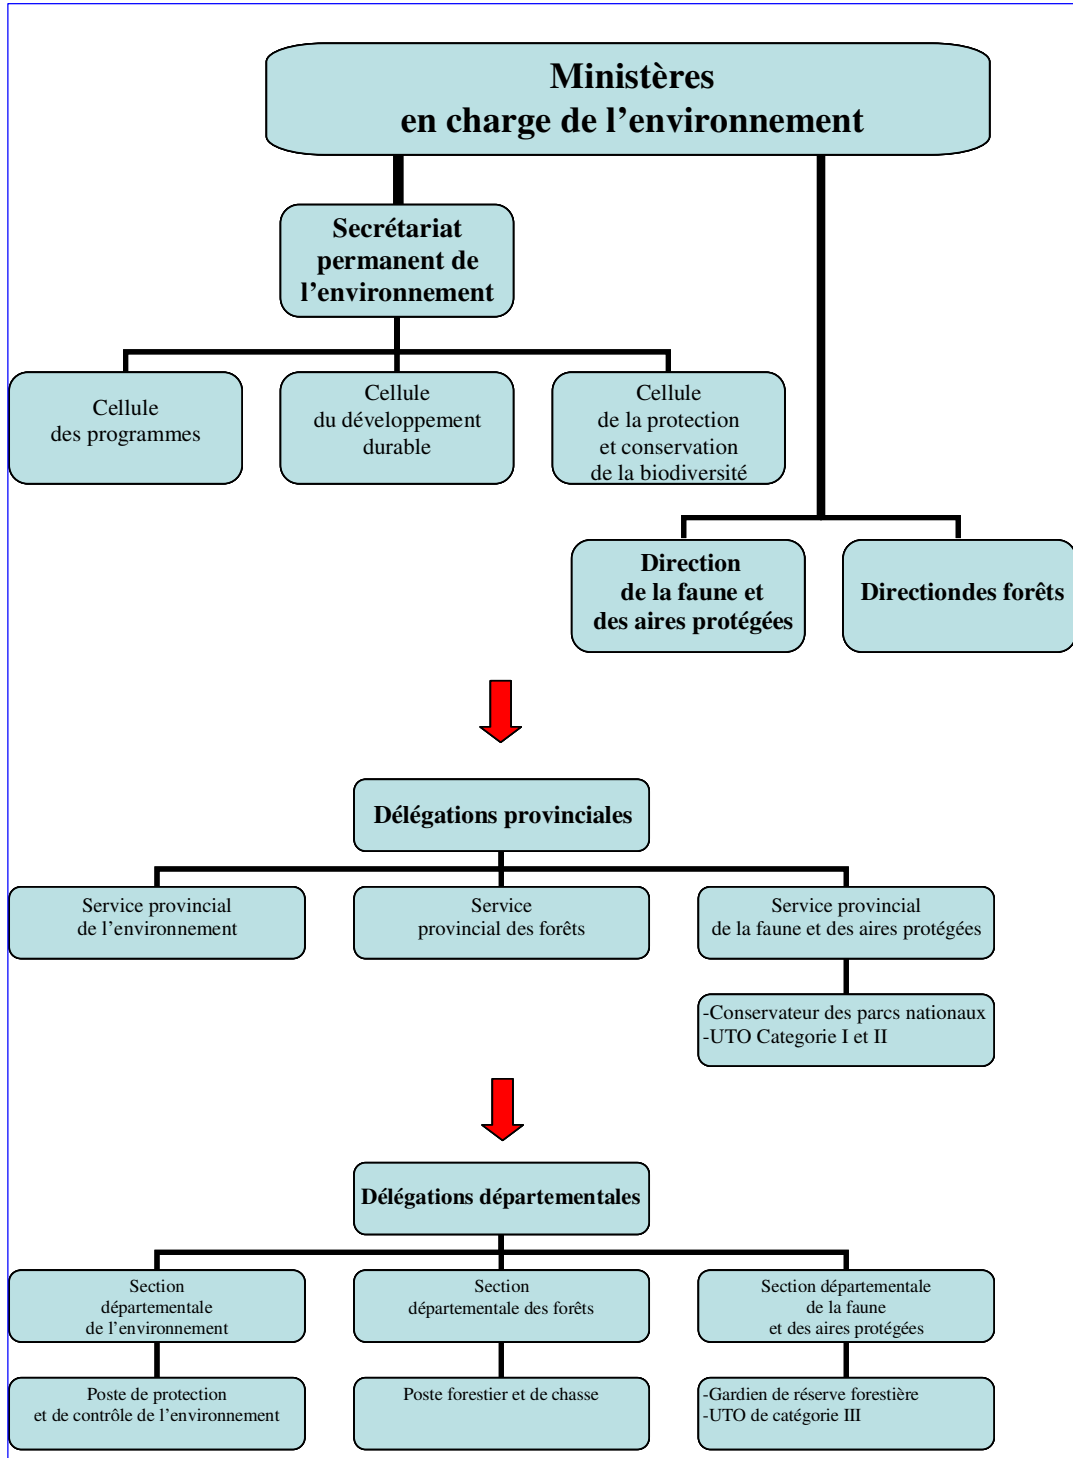 Ministères
en charge de l’environnement
Secrétariat
permanent de
l’environnement
Cellule
des programmes
Cellule
du développement
durable
Cellule
de la protection
et conservation
de la biodiversité
Direction
de la faune et
des aires protégées
Directiondes forêts
Délégations provinciales
Service provincial
de l’environnement
Service
provincial des forêts
Service provincial
de la faune et des aires protégées
-Conservateur des parcs nationaux
-UTO Categorie I et II
Délégations départementales
Section
départementale
de l’environnement
Section
départementale des forêts
Section départementale
de la faune
et des aires protégées
Poste de protection
et de contrôle de l’environnement
Poste forestier et de chasse
-Gardien de réserve forestière
-UTO de catégorie III